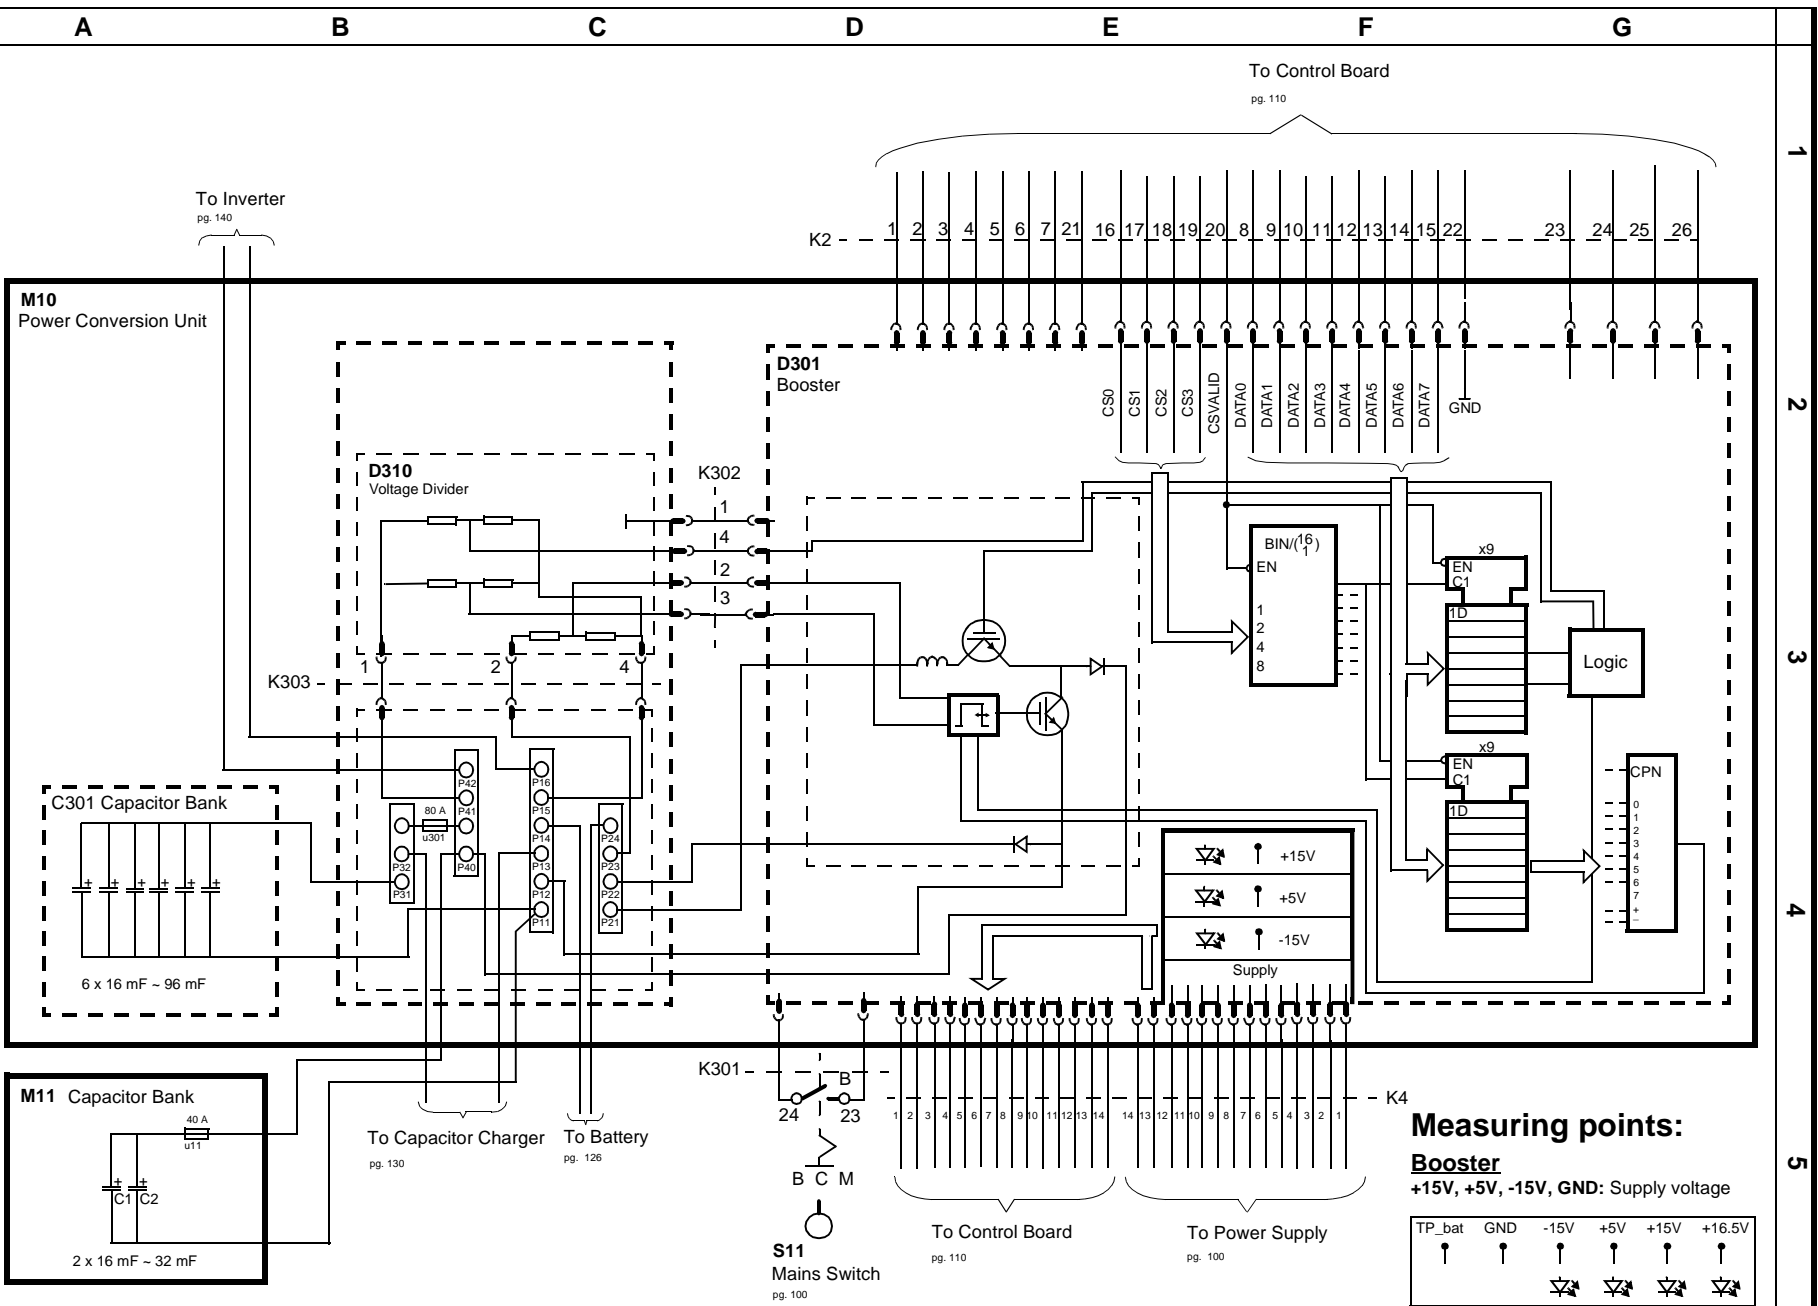 A B C D E F G
To Control Board
pg. 110
1
To Inverter
pg. 140
K2
1 2 3 4 5 6 7 21 16 17 18 19 20 8 9 10 11 12 13 14 15 22 23 24 25 26
M10
Power Conversion Unit
D301
Booster
CS0 CS1 CS2 CS3 CSVALID DATA0 DATA1 DATA2 DATA3 DATA4 DATA5 DATA6 DATA7
GND
2
D310
Voltage Divider
K302
1
4
2
3
BIN/(16 1)
EN
1
2
4
8
x9
EN
C1
1D
Logic
3
1 2 4
K303
x9
EN
C1
1D
CPN
0
1
2
3
4
5
6
7
+
–
C301 Capacitor Bank
+ + + + + +
6 x 16 mF ~ 96 mF
P42
P41
80 A
u301
P40
P32
P31
P16
P15
P14
P13
P12
P11
P24
P23
P22
P21
+15V
+5V
-15V
Supply
4
M11 Capacitor Bank
40 A
u11
+ +
C1 C2
2 x 16 mF ~ 32 mF
To Capacitor Charger
pg. 130
To Battery
pg. 126
K301
B
24 23
B C M
S11
Mains Switch
pg. 100
1 2 3 4 5 6 7 8 9 10 11 12 13 14
14 13 12 11 10 9 8 7 6 5 4 3 2 1
K4
To Control Board
pg. 110
To Power Supply
pg. 100
5
Measuring points:
Booster
+15V, +5V, -15V, GND: Supply voltage
TP_bat GND -15V +5V +15V +16.5V